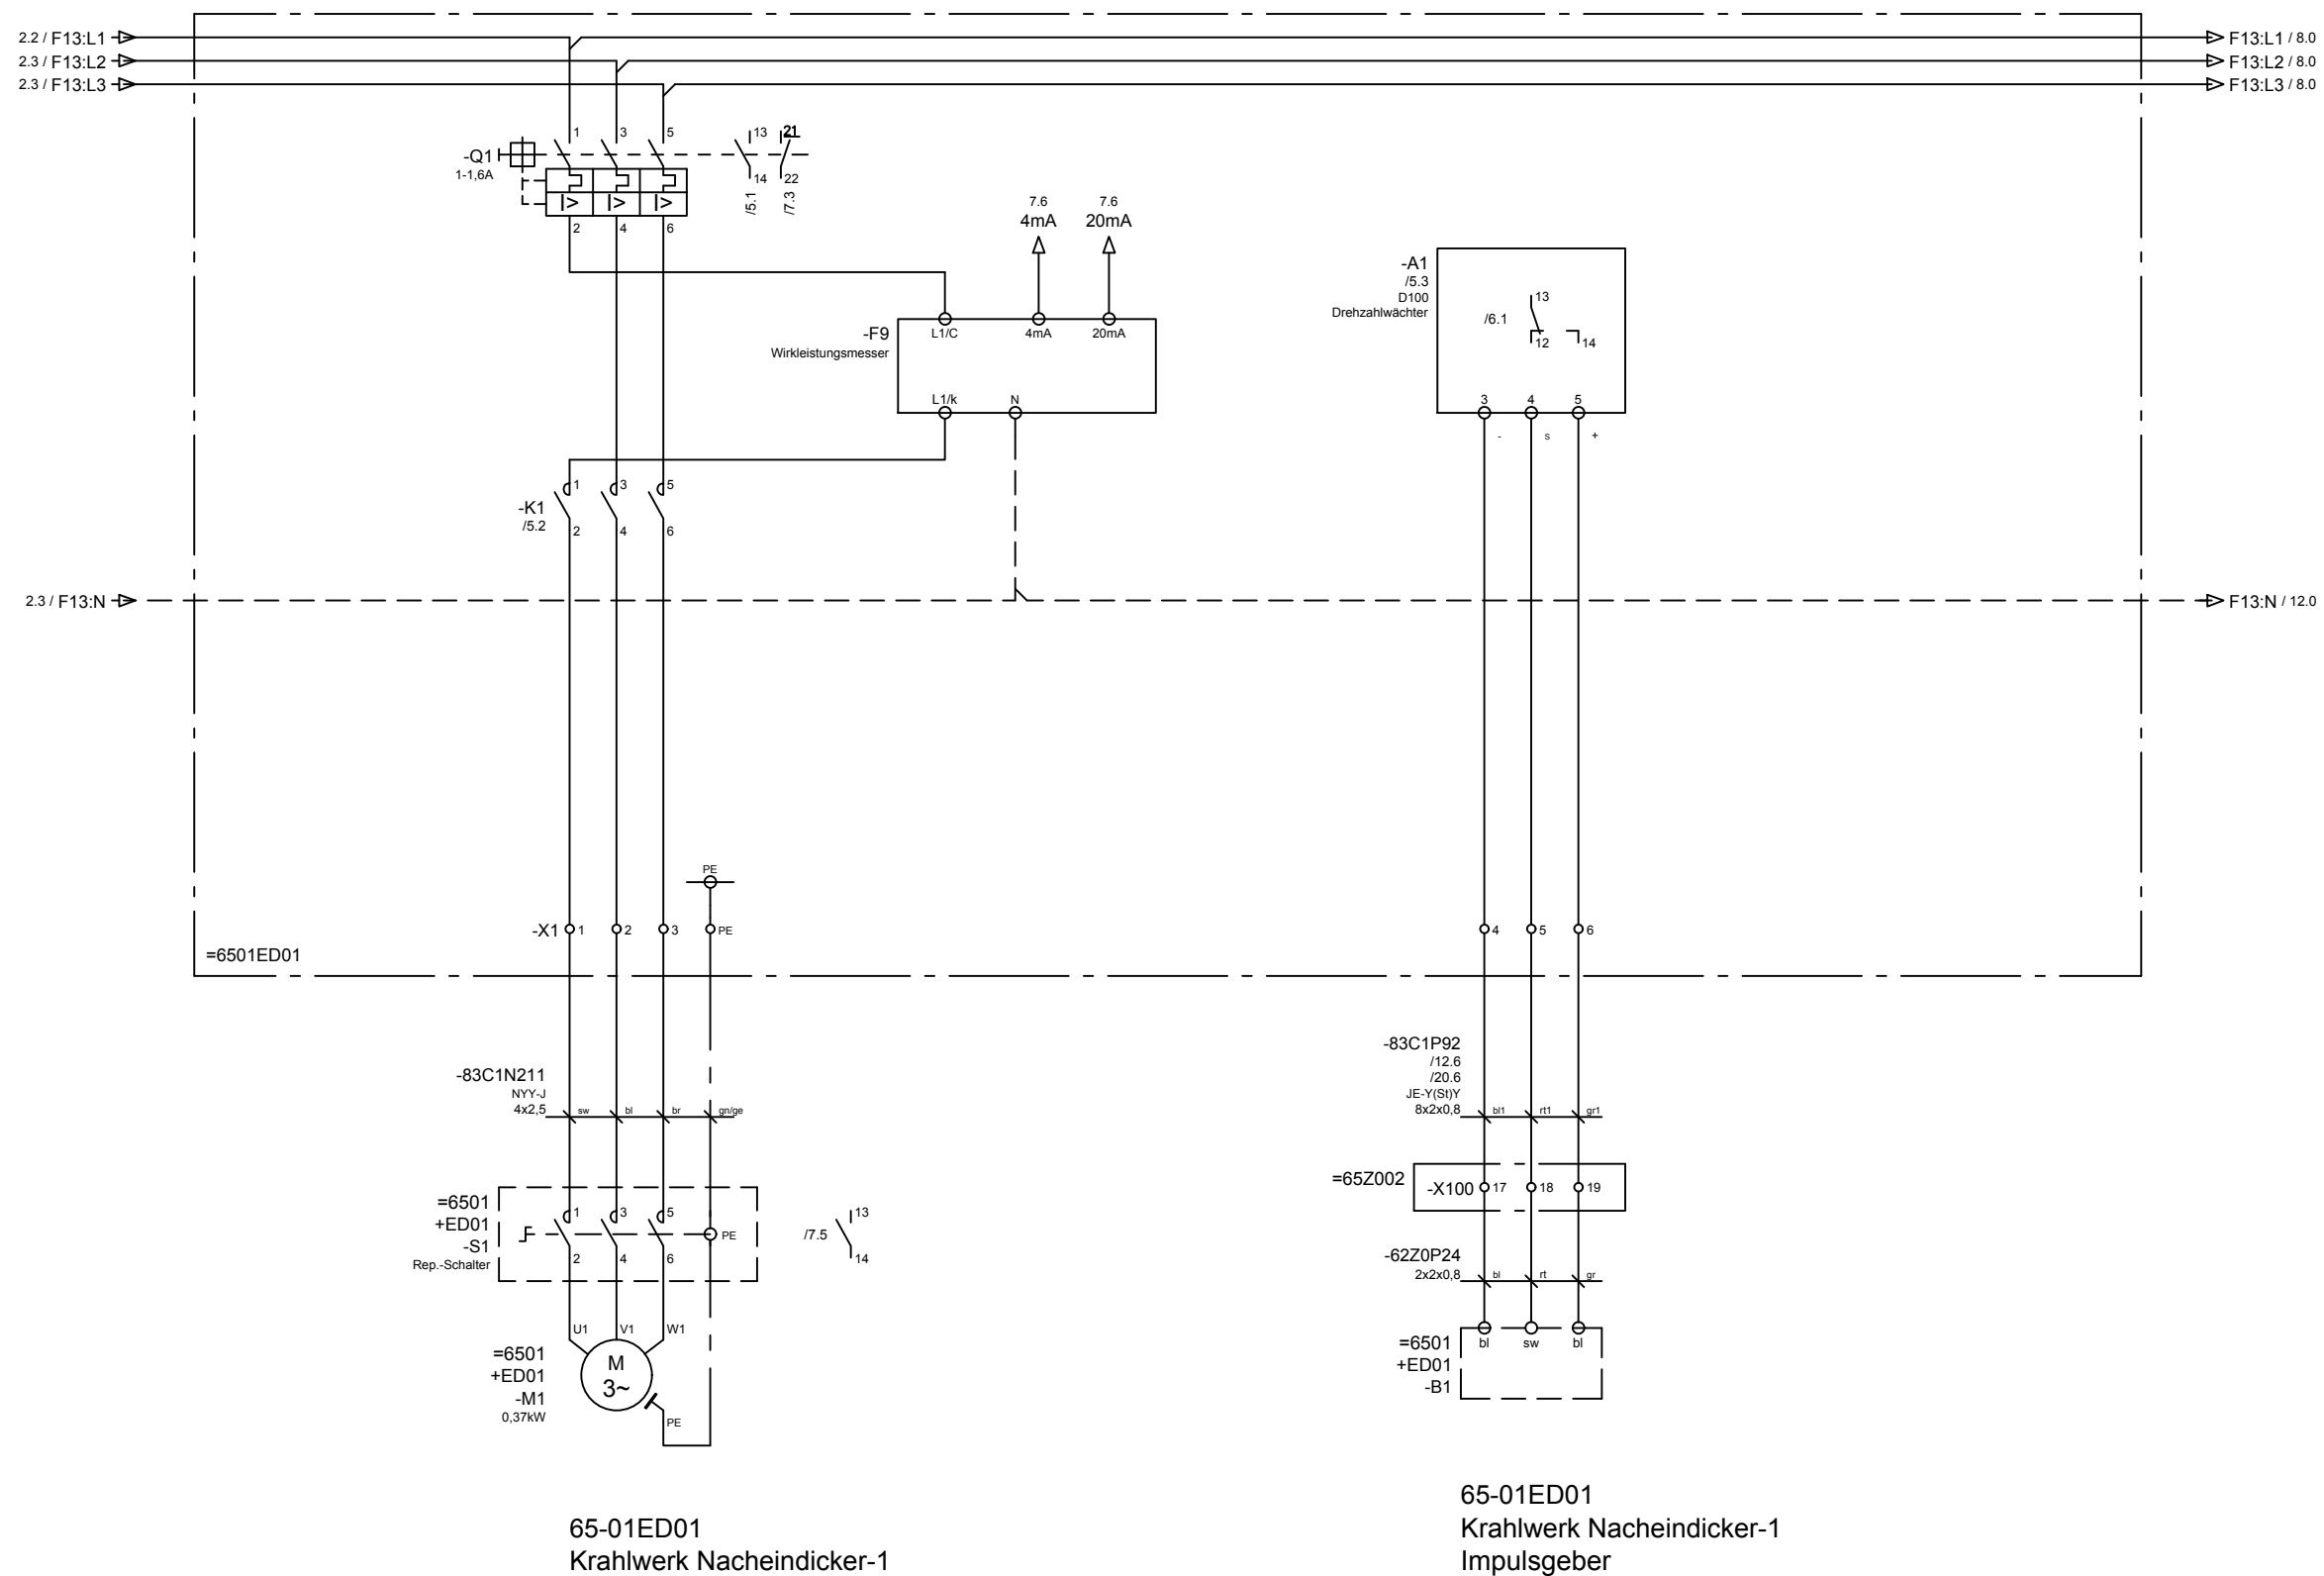 2.2 / F13:L1
F13:L1 / 8.0
2.3 / F13:L2
F13:L2 / 8.0
2.3 / F13:L3
F13:L3 / 8.0
1 3 5 13 21
-Q1
1-1,6A
14 22
/5.1 /7.3
I> I> I>
2 4 6
7.6 7.6
4mA 20mA
-F9
Wirkleistungsmesser
L1/C 4mA 20mA
L1/k N
-A1
/5.3
D100
Drehzahlwächter
13
/6.1
12 14
3 4 5
- s +
1 3 5
-K1
/5.2
2 4 6
2.3 / F13:N
F13:N / 12.0
PE
-X1 1 2 3 PE
4 5 6
=6501ED01
-83C1N211
NYY-J
4x2,5 sw bl br gn/ge
-83C1P92
/12.6
/20.6
JE-Y(St)Y
8x2x0,8 bl1 rt1 gr1
=65Z002
-X100 17 18 19
=6501
+ED01
-S1
Rep.-Schalter
1 3 5
PE
2 4 6
/7.5
13
14
-62Z0P24
2x2x0,8 bl rt gr
U1 V1 W1
=6501
+ED01
-M1
0,37kW
M
3~
PE
=6501
+ED01
-B1
bl sw bl
65-01ED01
Krahlwerk Nacheindicker-1
65-01ED01
Krahlwerk Nacheindicker-1
Impulsgeber